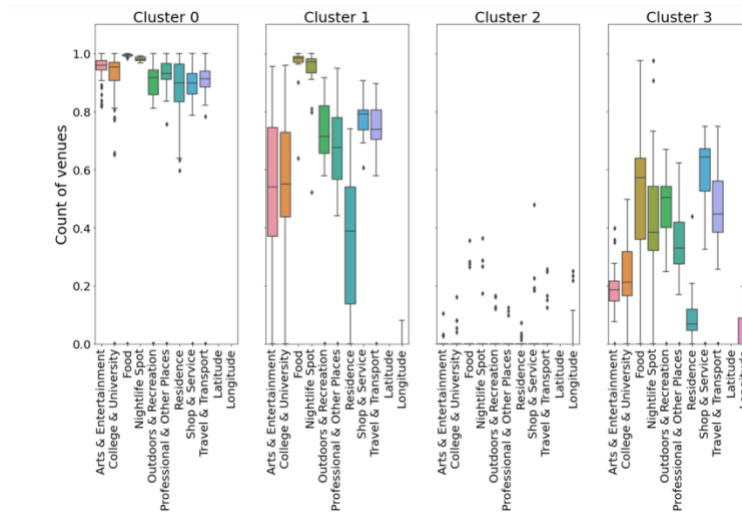 Cluster 0
Cluster 1
Cluster 2
Cluster 3
Count of venues
1.0
0.8
0.6
0.4
0.2
0.0
Arts & Entertainment
College & University
Food
Nightlife Spot
Outdoors & Recreation
Professional & Other Places
Residence
Shop & Service
Travel & Transport
Latitude
Longitude
Arts & Entertainment
College & University
Food
Nightlife Spot
Outdoors & Recreation
Professional & Other Places
Residence
Shop & Service
Travel & Transport
Latitude
Longitude
Arts & Entertainment
College & University
Food
Nightlife Spot
Outdoors & Recreation
Professional & Other Places
Residence
Shop & Service
Travel & Transport
Latitude
Longitude
Arts & Entertainment
College & University
Food
Nightlife Spot
Outdoors & Recreation
Professional & Other Places
Residence
Shop & Service
Travel & Transport
Latitude
Longitude